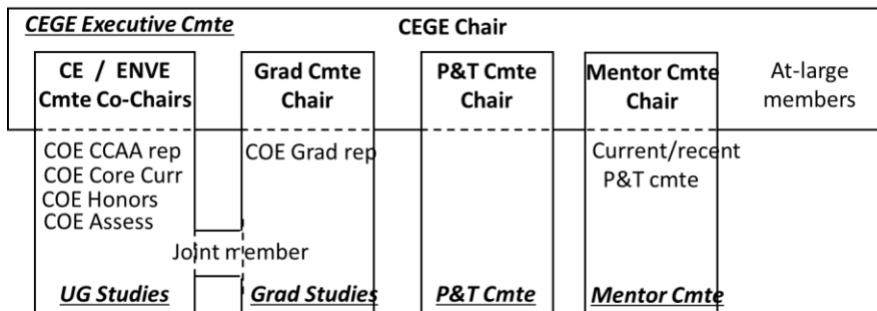 CEGE Executive Cmte
CEGE Chair
CE / ENVE
Cmte Co-Chairs
Grad Cmte
Chair
P&T Cmte
Chair
Mentor Cmte
Chair
At-large
members
COE CCAA rep
COE Core Curr
COE Honors
COE Assess
COE Grad rep
Current/recent
P&T cmte
Joint member
UG Studies
Grad Studies
P&T Cmte
Mentor Cmte